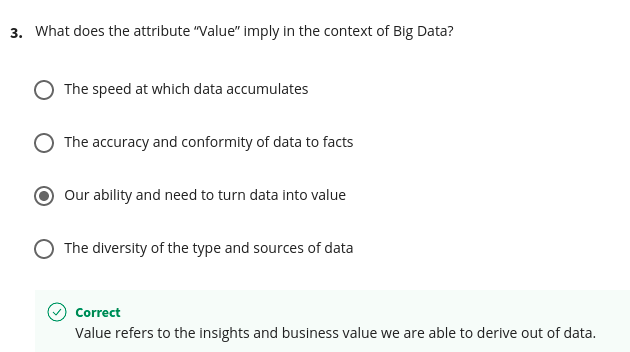 3. What does the attribute “Value” imply in the context of Big Data?
The speed at which data accumulates
The accuracy and conformity of data to facts
Our ability and need to turn data into value
The diversity of the type and sources of data
Correct
Value refers to the insights and business value we are able to derive out of data.